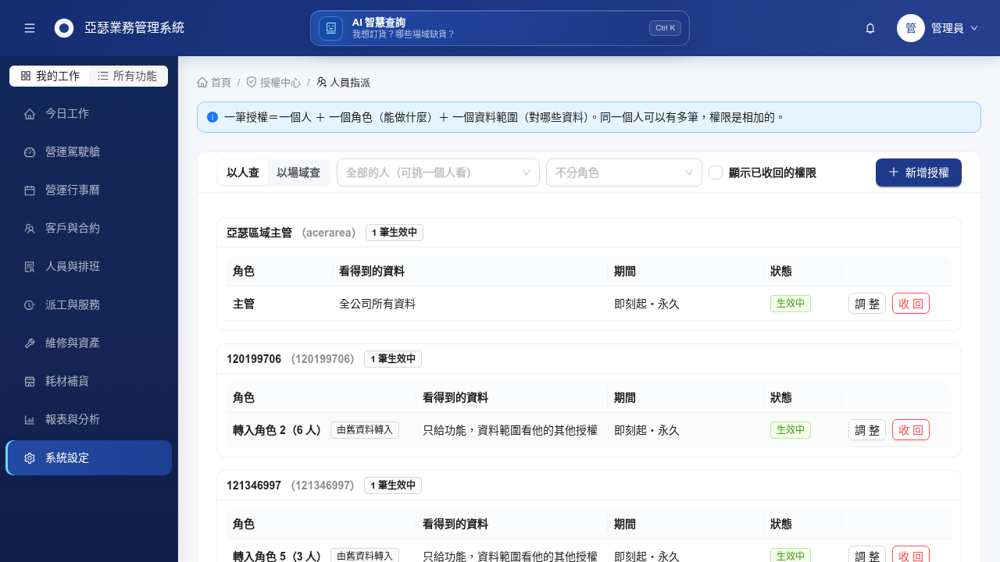 亞瑟業務管理系統
AI 智慧查詢
我想訂貨？哪些場域缺貨？
Ctrl K
管
管理員
我的工作
所有功能
今日工作
營運駕駛艙
營運行事曆
客戶與合約
人員與排班
派工與服務
維修與資產
耗材補貨
報表與分析
系統設定
首頁 / 授權中心 / 人員指派
一筆授權＝一個人 ＋ 一個角色（能做什麼）＋ 一個資料範圍（對哪些資料）。同一個人可以有多筆，權限是相加的。
以人查 以場域查 全部的人（可挑一個人看） 不分角色 顯示已收回的權限 新增授權
亞瑟區域主管 （acerarea） 1 筆生效中
角色 看得到的資料 期間 狀態
主管 全公司所有資料 即刻起・永久 生效中 調 整 收 回
120199706 （120199706） 1 筆生效中
角色 看得到的資料 期間 狀態
轉入角色 2（6 人） 由舊資料轉入 只給功能，資料範圍看他的其他授權 即刻起・永久 生效中 調 整 收 回
121346997 （121346997） 1 筆生效中
角色 看得到的資料 期間 狀態
轉入角色 5（3 人） 由舊資料轉入 只給功能，資料範圍看他的其他授權 即刻起・永久 生效中 調 整 收 回